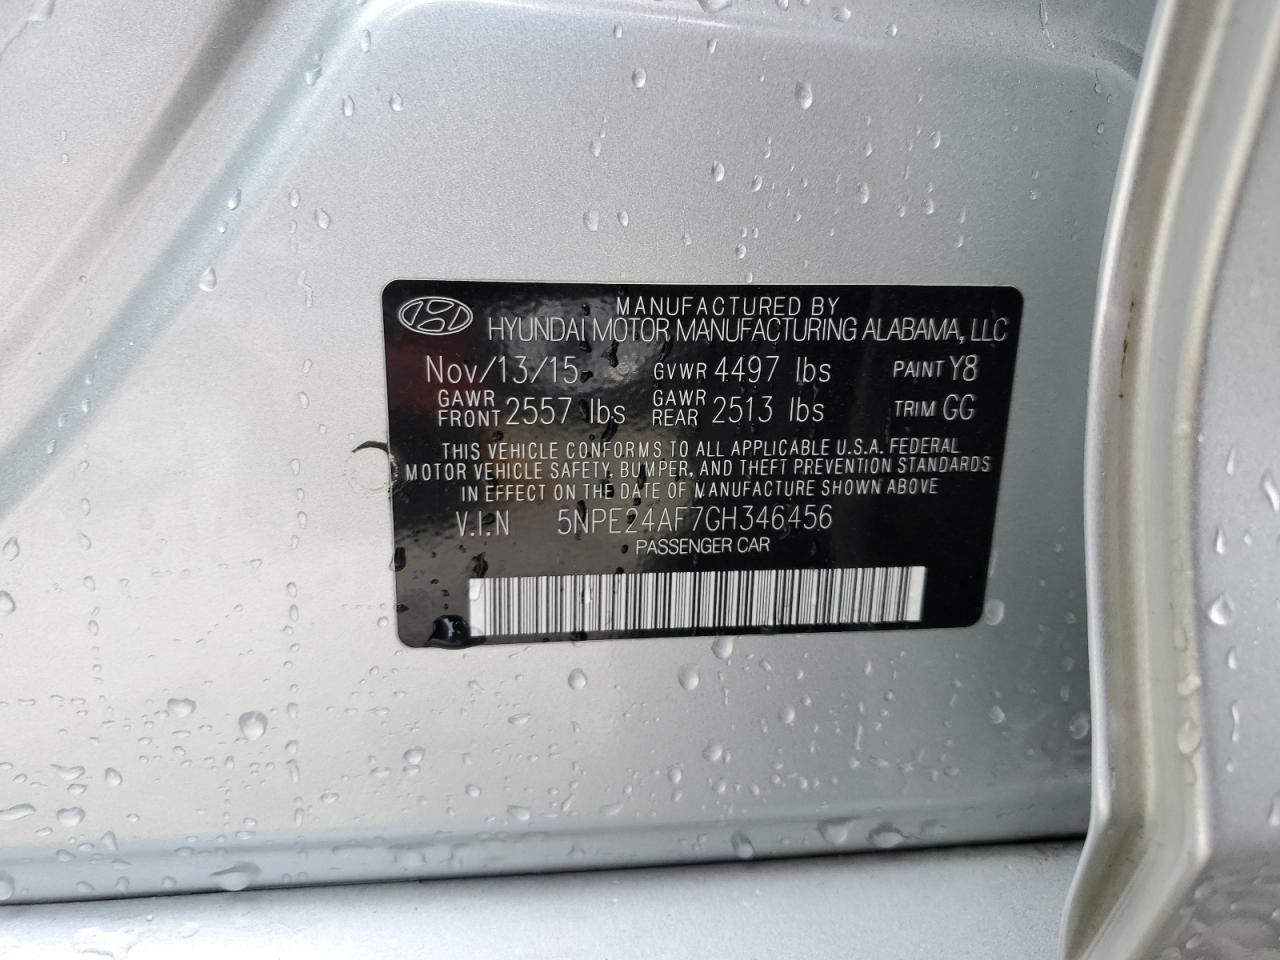 MANUFACTURED BY
HYUNDAI MOTOR MANUFACTURING ALABAMA, LLC
Nov/13/15 GVWR 4497 lbs PAINT Y8
GAWR FRONT 2557 lbs GAWR REAR 2513 lbs TRIM GG
THIS VEHICLE CONFORMS TO ALL APPLICABLE U.S.A. FEDERAL
MOTOR VEHICLE SAFETY, BUMPER, AND THEFT PREVENTION STANDARDS
IN EFFECT ON THE DATE OF MANUFACTURE SHOWN ABOVE
V.I.N 5NPE24AF7GH346456
PASSENGER CAR